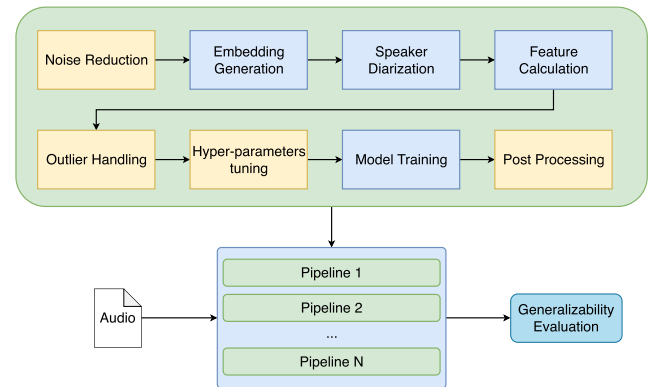 Noise Reduction
Embedding
Generation
Speaker
Diarization
Feature
Calculation
Outlier Handling
Hyper-parameters
tuning
Model Training
Post Processing
Pipeline 1
Pipeline 2
...
Pipeline N
Audio
Generalizability
Evaluation